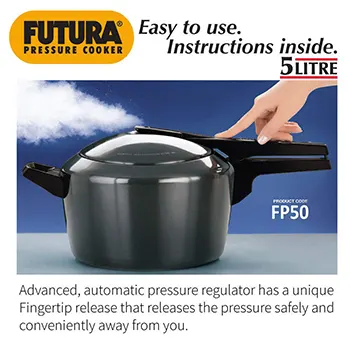 FUTURA®
PRESSURE COOKER
Easy to use.
Instructions inside.
5 LITRE
PRODUCT CODE
FP50
Advanced, automatic pressure regulator has a unique
Fingertip release that releases the pressure safely and
conveniently away from you.